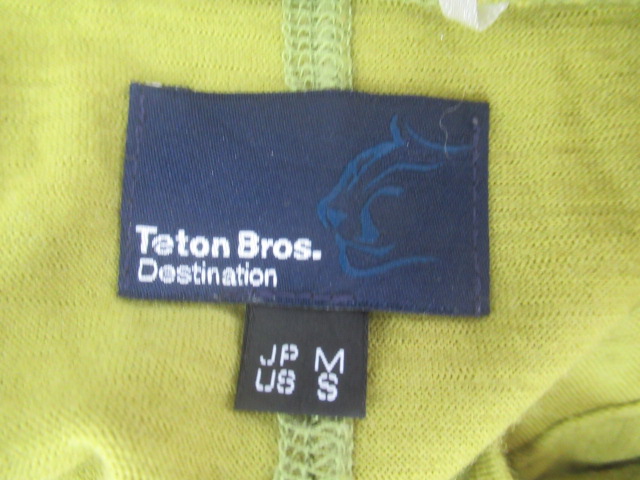 Teton Bros.
Destination
JP M
US S